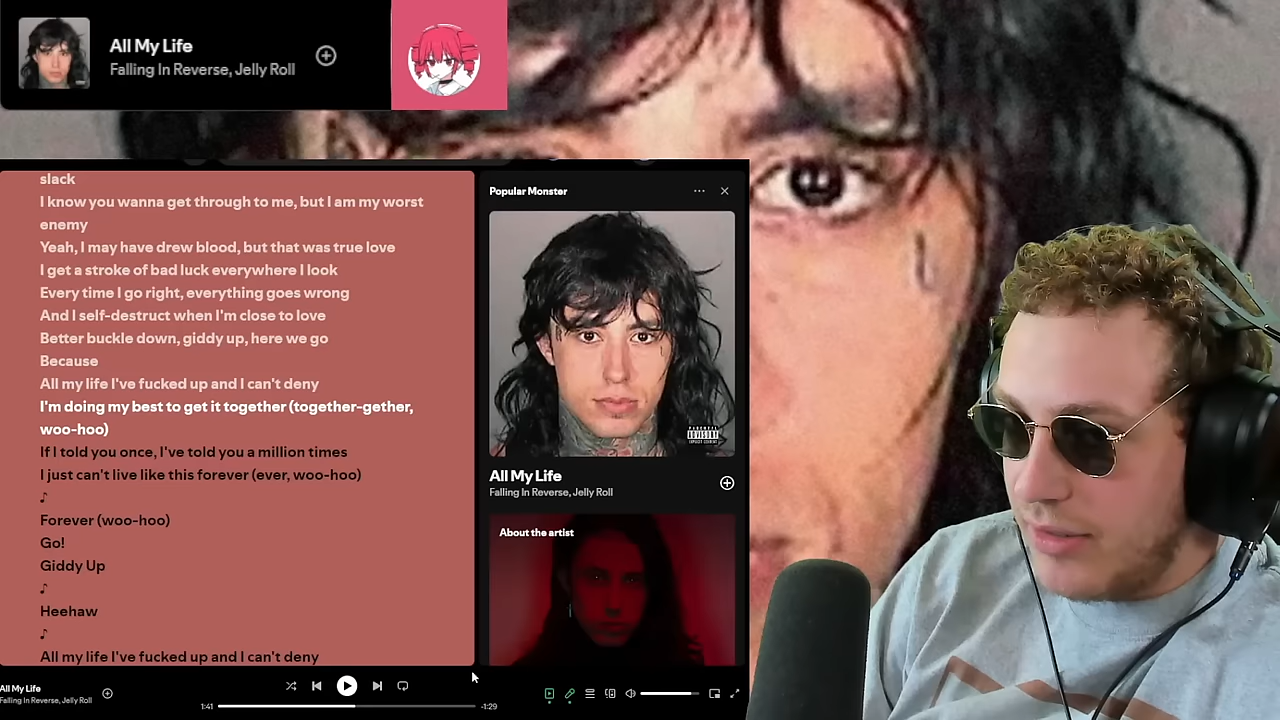 All My Life
Falling In Reverse, Jelly Roll
slack
I know you wanna get through to me, but I am my worst
enemy
Yeah, I may have drew blood, but that was true love
I get a stroke of bad luck everywhere I look
Every time I go right, everything goes wrong
And I self-destruct when I'm close to love
Better buckle down, giddy up, here we go
Because
All my life I've fucked up and I can't deny
I'm doing my best to get it together (together-gether,
woo-hoo)
If I told you once, I've told you a million times
I just can't live like this forever (ever, woo-hoo)
♪
Forever (woo-hoo)
Go!
Giddy Up
♪
Heehaw
♪
All my life I've fucked up and I can't deny
Popular Monster
PARENTAL
ADVISORY
EXPLICIT CONTENT
All My Life
Falling In Reverse, Jelly Roll
About the artist
All My Life
Falling In Reverse, Jelly Roll
1:41
-1:29